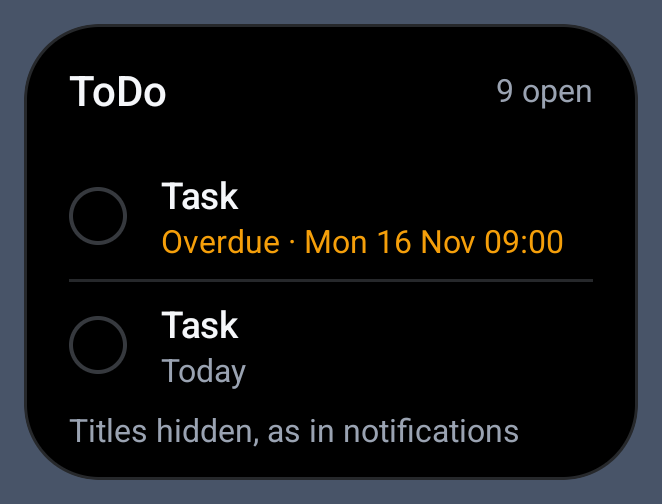 ToDo
9 open
Task
Overdue · Mon 16 Nov 09:00
Task
Today
Titles hidden, as in notifications